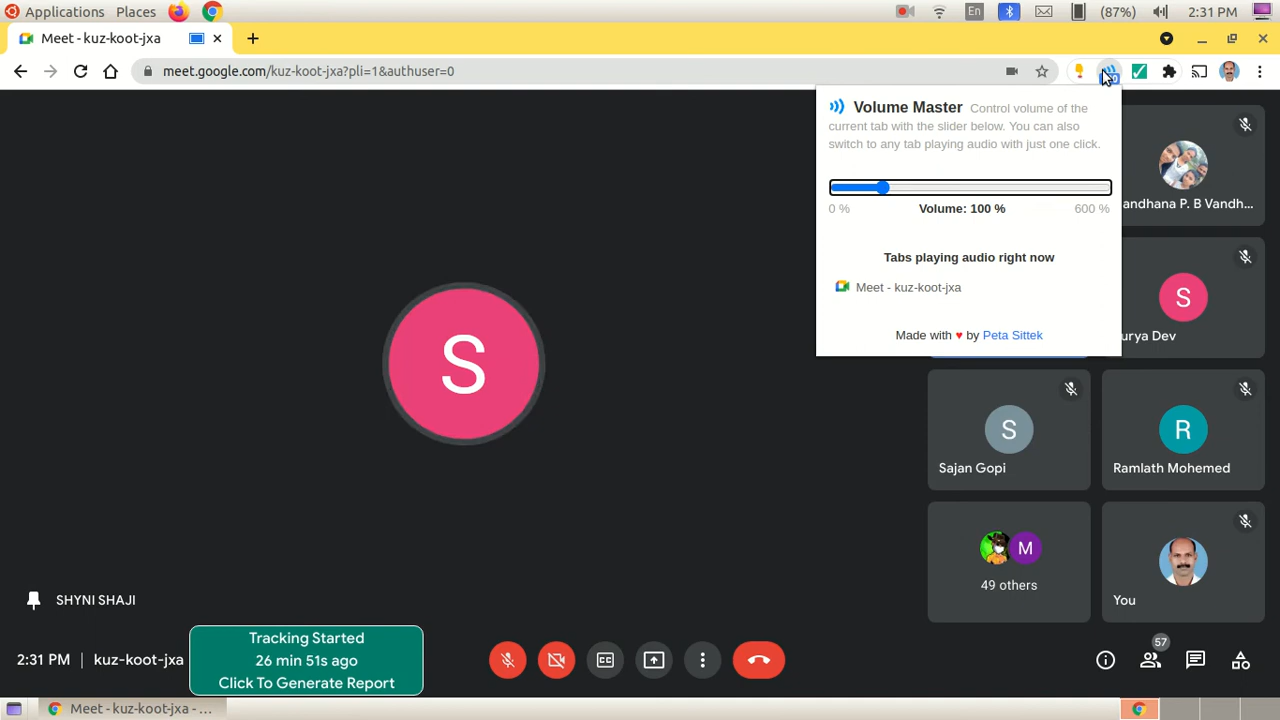 Applications Places
En
(87%)
2:31 PM
Meet - kuz-koot-jxa
meet.google.com/kuz-koot-jxa?pli=1&authuser=0
Volume Master Control volume of the
current tab with the slider below. You can also
switch to any tab playing audio with just one click.
0 % Volume: 100 % 600 %
Tabs playing audio right now
Meet - kuz-koot-jxa
Made with ♥ by Peta Sittek
andhana P. B Vandh...
S
urya Dev
S
S
Sajan Gopi
R
Ramlath Mohemed
M
49 others
You
SHYNI SHAJI
2:31 PM | kuz-koot-jxa
Tracking Started
26 min 51s ago
Click To Generate Report
57
Meet - kuz-koot-jxa - ...